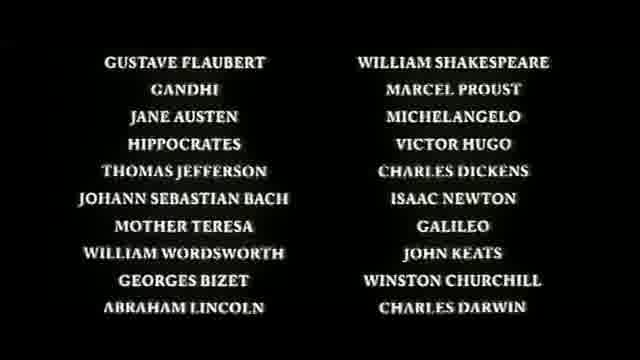 GUSTAVE FLAUBERT
GANDHI
JANE AUSTEN
HIPPOCRATES
THOMAS JEFFERSON
JOHANN SEBASTIAN BACH
MOTHER TERESA
WILLIAM WORDSWORTH
GEORGES BIZET
ABRAHAM LINCOLN
WILLIAM SHAKESPEARE
MARCEL PROUST
MICHELANGELO
VICTOR HUGO
CHARLES DICKENS
ISAAC NEWTON
GALILEO
JOHN KEATS
WINSTON CHURCHILL
CHARLES DARWIN